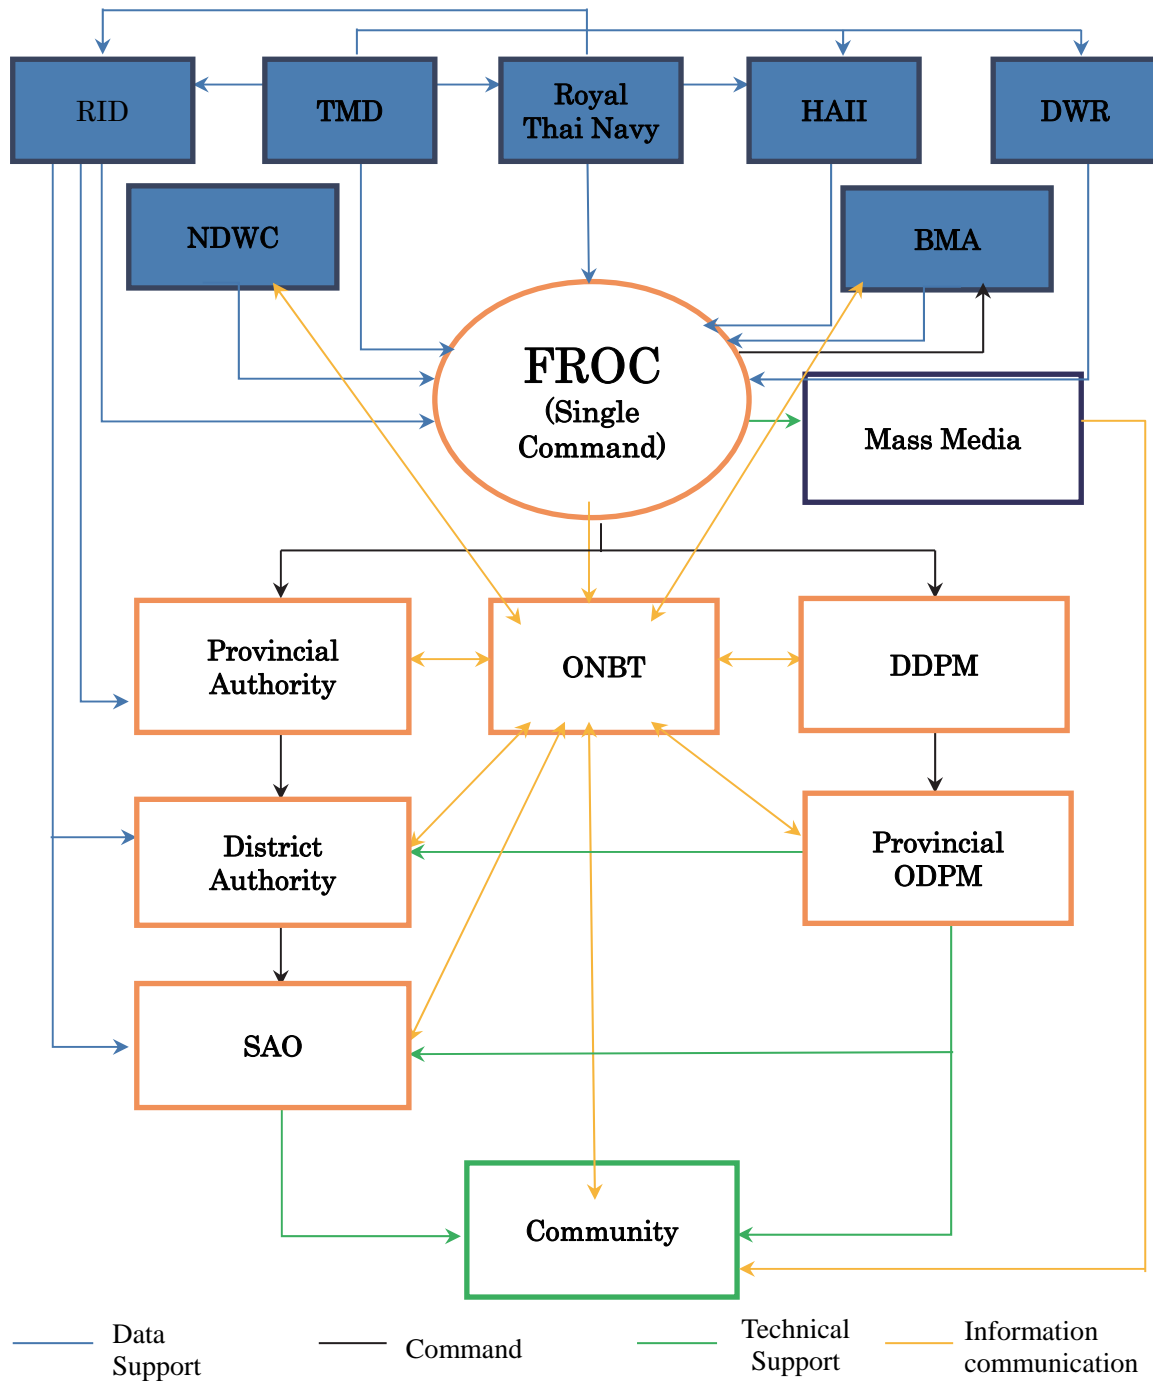 RID
TMD
Royal
Thai Navy
HAII
DWR
NDWC
BMA
FROC
(Single
Command)
Mass Media
Provincial
Authority
ONBT
DDPM
District
Authority
Provincial
ODPM
SAO
Community
Data
Support
Command
Technical
Support
Information
communication